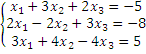 x₁ + 3x₂ + 2x₃ = −5
2x₁ − 2x₂ + 3x₃ = −8
3x₁ + 4x₂ − 4x₃ = 5